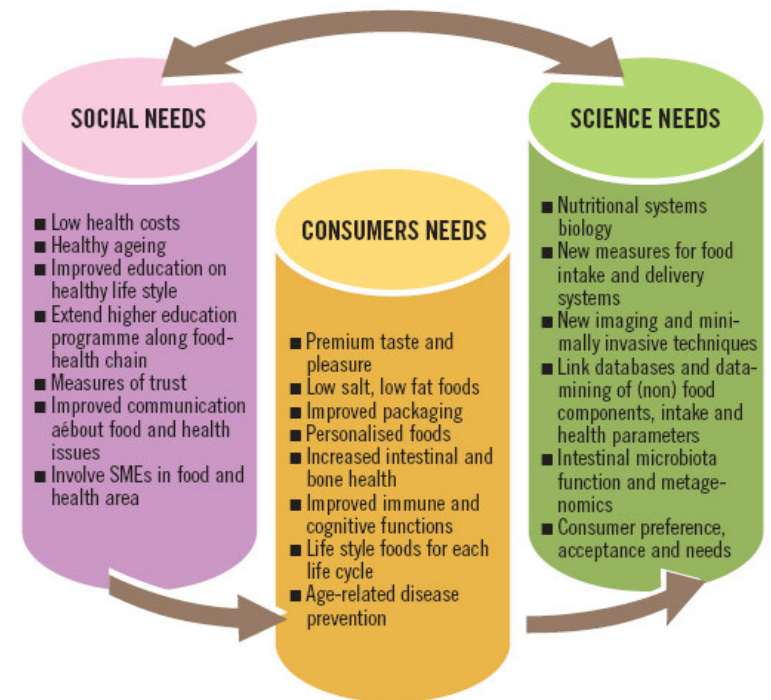 SOCIAL NEEDS
■ Low health costs
■ Healthy ageing
■ Improved education on
healthy life style
■ Extend higher education
programme along food-
health chain
■ Measures of trust
■ Improved communication
aébout food and health
issues
■ Involve SMEs in food and
health area
CONSUMERS NEEDS
■ Premium taste and
pleasure
■ Low salt, low fat foods
■ Improved packaging
■ Personalised foods
■ Increased intestinal and
bone health
■ Improved immune and
cognitive functions
■ Life style foods for each
life cycle
■ Age-related disease
prevention
SCIENCE NEEDS
■ Nutritional systems
biology
■ New measures for food
intake and delivery
systems
■ New imaging and mini-
mally invasive techniques
■ Link databases and data-
mining of (non) food
components, intake and
health parameters
■ Intestinal microbiota
function and metage-
nomics
■ Consumer preference,
acceptance and needs